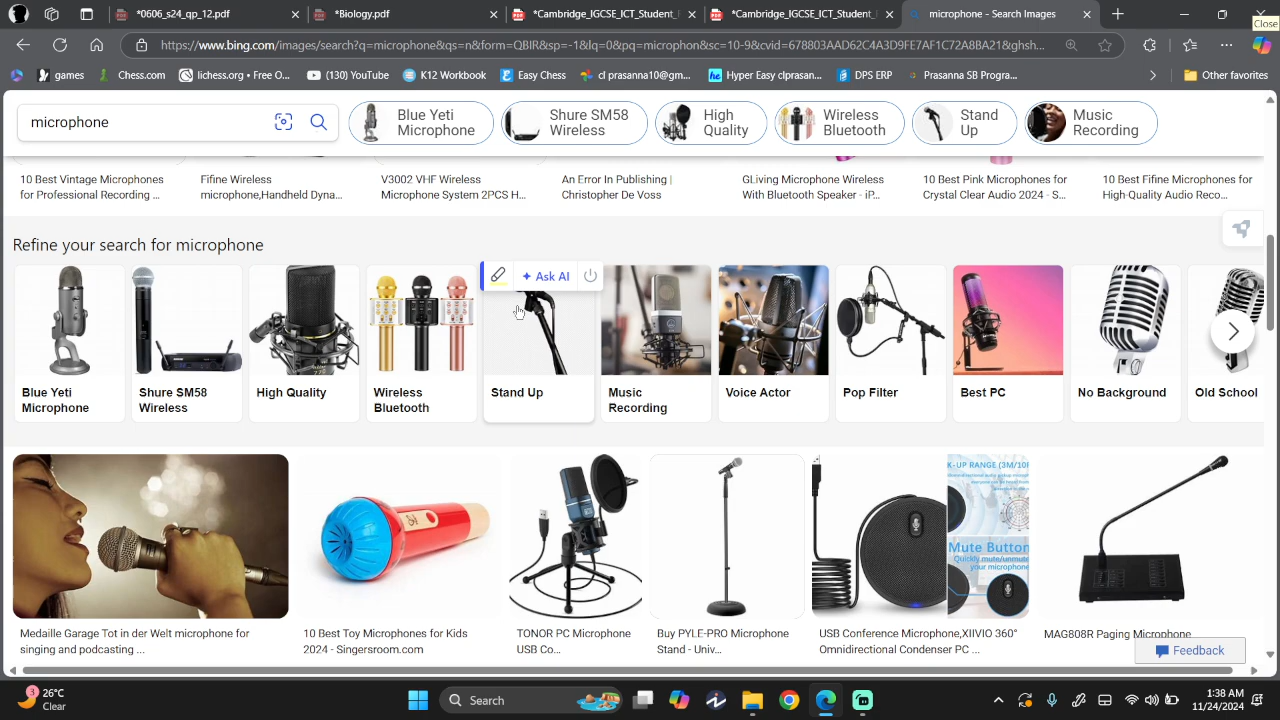 0606_s24_qp_12.pdf
*Biology.pdf
*Cambridge_IGCSE_ICT_Student_
*Cambridge_IGCSE_ICT_Student_
microphone - Search Images
Close
https://www.bing.com/images/search?q=microphone&qs=n&form=QBIR&sp=-1&lq=0&pq=microphon&sc=10-9&cvid=678803AAD62C4A3D9FE7AF1C72A8BA21&ghsh...
games
Chess.com
lichess.org • Free O...
(130) YouTube
K12 Workbook
Easy Chess
cl prasanna10@gm...
Hyper Easy clprasan...
DPS ERP
Prasanna SB Progra...
Other favorites
microphone
Blue Yeti
Microphone
Shure SM58
Wireless
High
Quality
Wireless
Bluetooth
Stand
Up
Music
Recording
10 Best Vintage Microphones
for Professional Recording ...
Fifine Wireless
microphone,Handheld Dyna...
V3002 VHF Wireless
Microphone System 2PCS H...
An Error In Publishing |
Christopher De Voss
GLiving Microphone Wireless
With Bluetooth Speaker - iP...
10 Best Pink Microphones for
Crystal Clear Audio 2024 - S...
10 Best Fifine Microphones for
High-Quality Audio Reco...
Refine your search for microphone
Ask AI
Blue Yeti
Microphone
Shure SM58
Wireless
High Quality
Wireless
Bluetooth
Stand Up
Music
Recording
Voice Actor
Pop Filter
Best PC
No Background
Old School
K-UP RANGE (3M/10F
Mute Button
Quickly mute/unmute
your microphone
Medaille Garage Tot in der Welt microphone for
singing and podcasting ...
10 Best Toy Microphones for Kids
2024 - Singersroom.com
TONOR PC Microphone
USB Co...
Buy PYLE-PRO Microphone
Stand - Univ...
USB Conference Microphone,XIIVIO 360°
Omnidirectional Condenser PC ...
MAG808R Paging Microphone
Feedback
3
26°C
Clear
Search
1:38 AM
11/24/2024